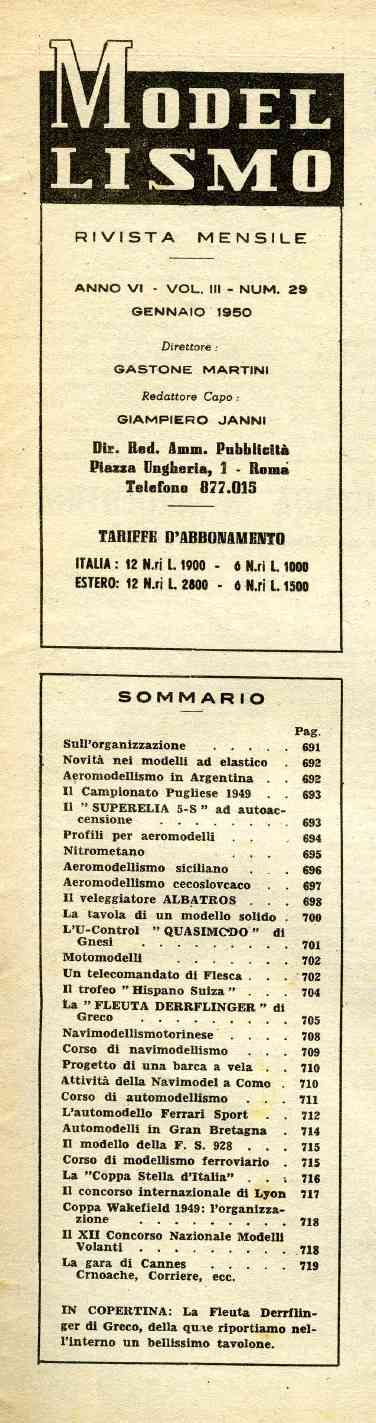 MODEL
LISMO
RIVISTA MENSILE
ANNO VI - VOL. III - NUM. 29
GENNAIO 1950
Direttore:
GASTONE MARTINI
Redattore Capo:
GIAMPIERO JANNI
Dir. Red. Amm. Pubblicità
Piazza Ungheria, 1 - Roma
Telefono 877.015
TARIFFE D'ABBONAMENTO
ITALIA: 12 N.ri L. 1900 - 6 N.ri L. 1000
ESTERO: 12 N.ri L. 2800 - 6 N.ri L. 1500
SOMMARIO
Pag.
Sull'organizzazione . . . . . 691
Novità nei modelli ad elastico . 692
Aeromodellismo in Argentina . . 692
Il Campionato Pugliese 1949 . . 693
Il "SUPERELIA 5-S" ad autoac-
censione . . . . . . . . 693
Profili per aeromodelli . . . 694
Nitrometano . . . 695
Aeromodellismo siciliano . . . 696
Aeromodellismo cecoslovcaco . . 697
Il veleggiatore ALBATROS . . . 698
La tavola di un modello solido . 700
L'U-Control "QUASIMODO" di
Gnesi . . . . . . . . . 701
Motomodelli . . . . . . 702
Un telecomandato di Flesca . . . 702
Il trofeo "Hispano Suiza" . . . 704
La "FLEUTA DERRFLINGER" di
Greco . . . . . . . . . 705
Navimodellismotorinese . . . . 708
Corso di navimodellismo . . . 709
Progetto di una barca a vela . . 710
Attività della Navimodel a Como . 710
Corso di automodellismo . . . 711
L'automodello Ferrari Sport . . 712
Automodelli in Gran Bretagna . 714
Il modello della F. S. 928 . . . 715
Corso di modellismo ferroviario . 715
La "Coppa Stella d'Italia" . . . 716
Il concorso internazionale di Lyon 717
Coppa Wakefield 1949: l'organizza-
zione . . . . . . . . . 718
Il XII Concorso Nazionale Modelli
Volanti . . . . . . . . . 718
La gara di Cannes . . . . . 719
Crnoache, Corriere, ecc.
IN COPERTINA: La Fleuta Derrflin-
ger di Greco, della quae riportiamo nel-
l'interno un bellissimo tavolone.